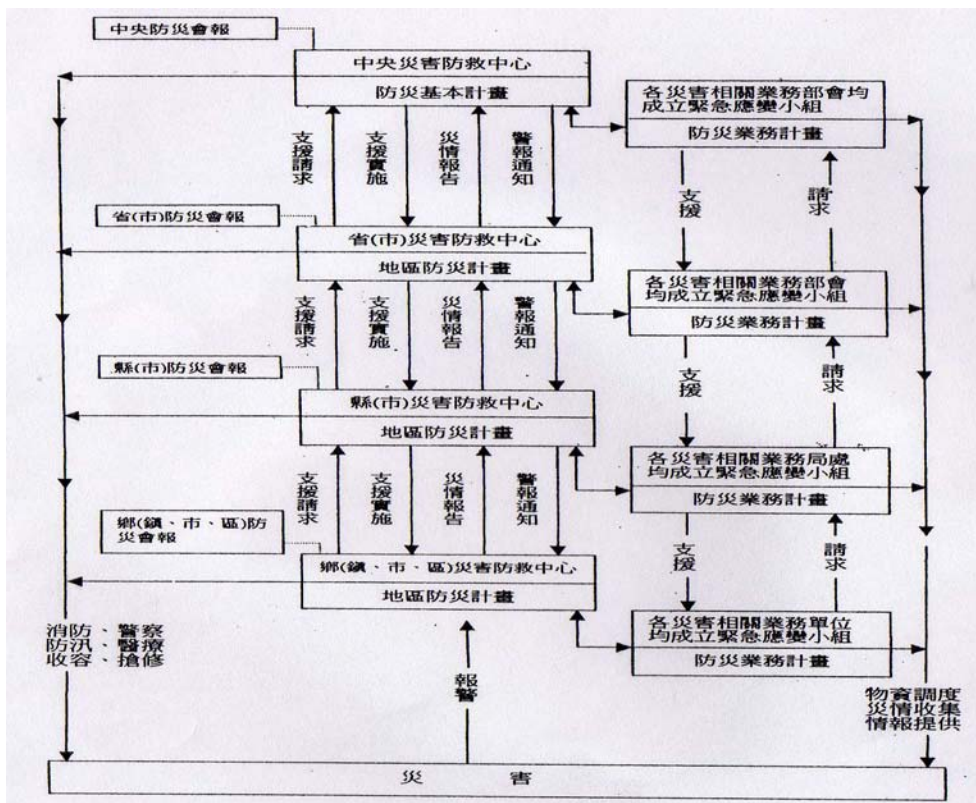 中央防災會報
中央災害防救中心
防災基本計畫
各災害相關業務部會均
成立緊急應變小組
防災業務計畫
支援請求
支援實施
災情報告
警報通知
支援
請求
省(市)防災會報
省(市)災害防救中心
地區防災計畫
各災害相關業務部會
均成立緊急應變小組
防災業務計畫
支援請求
支援實施
災情報告
警報通知
支援
請求
縣(市)防災會報
縣(市)災害防救中心
地區防災計畫
各災害相關業務局處
均成立緊急應變小組
防災業務計畫
支援請求
支援實施
災情報告
警報通知
支援
請求
鄉(鎮、市、區)防
災會報
鄉(鎮、市、區)災害防救中心
地區防災計畫
各災害相關業務單位
均成立緊急應變小組
防災業務計畫
消防、警察
防汛、醫療
收容、搶修
報警
物資調度
災情收集
情報提供
災害